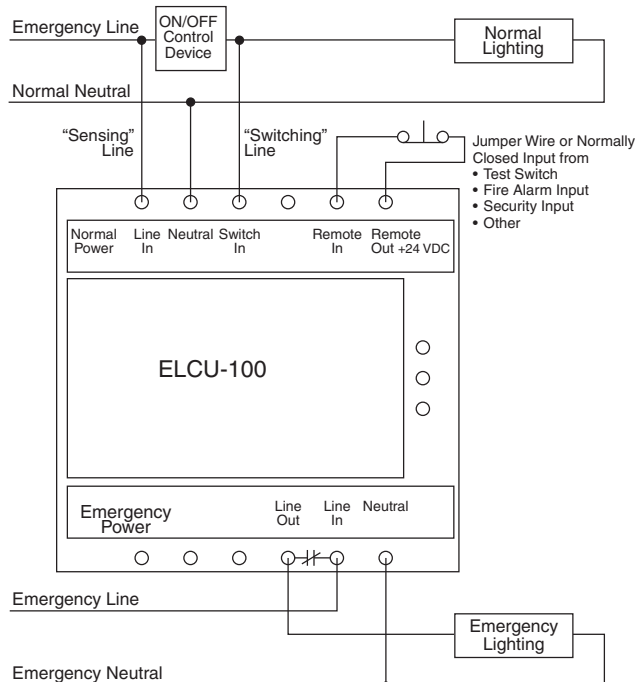 Emergency Line
ON/OFF
Control
Device
Normal
Lighting
Normal Neutral
“Sensing”
Line
“Switching”
Line
Jumper Wire or Normally
Closed Input from
• Test Switch
• Fire Alarm Input
• Security Input
• Other
Normal
Power
Line
In
Neutral
Switch
In
Remote
In
Remote
Out +24 VDC
ELCU-100
Emergency
Power
Line
Out
Line
In
Neutral
Emergency Line
Emergency
Lighting
Emergency Neutral